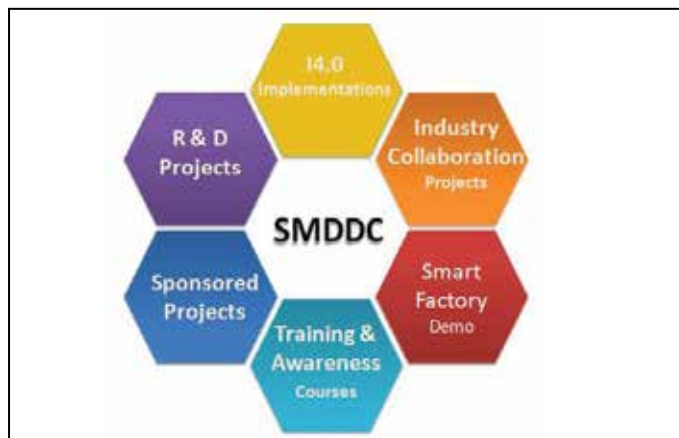 I4.0
Implementations
Industry
Collaboration
Projects
Smart
Factory
Demo
Training &
Awareness
Courses
Sponsored
Projects
R & D
Projects
SMDDC